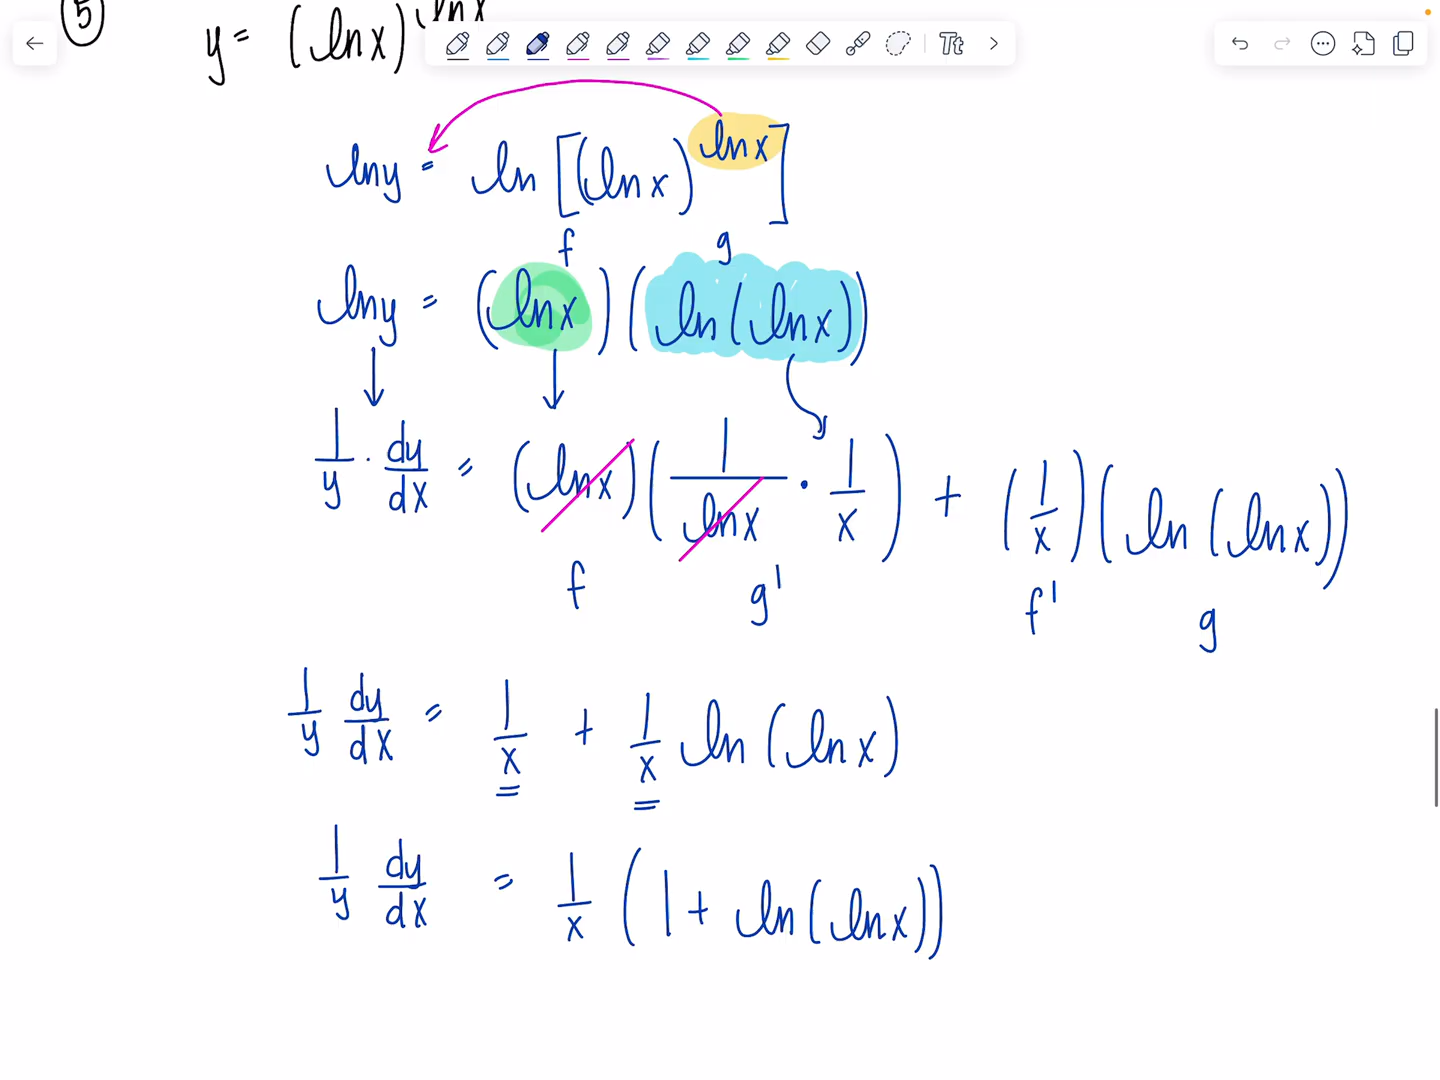 ⑤ y = (ln x)^(ln x)
Tt
ln y = ln [(ln x)^(ln x)]
f g
ln y = (ln x) (ln (ln x))
1/y · dy/dx = (ln x) (1/(ln x) · 1/x) + (1/x) (ln (ln x))
f g' f' g
1/y dy/dx = 1/x + 1/x ln (ln x)
1/y dy/dx = 1/x (1 + ln (ln x))